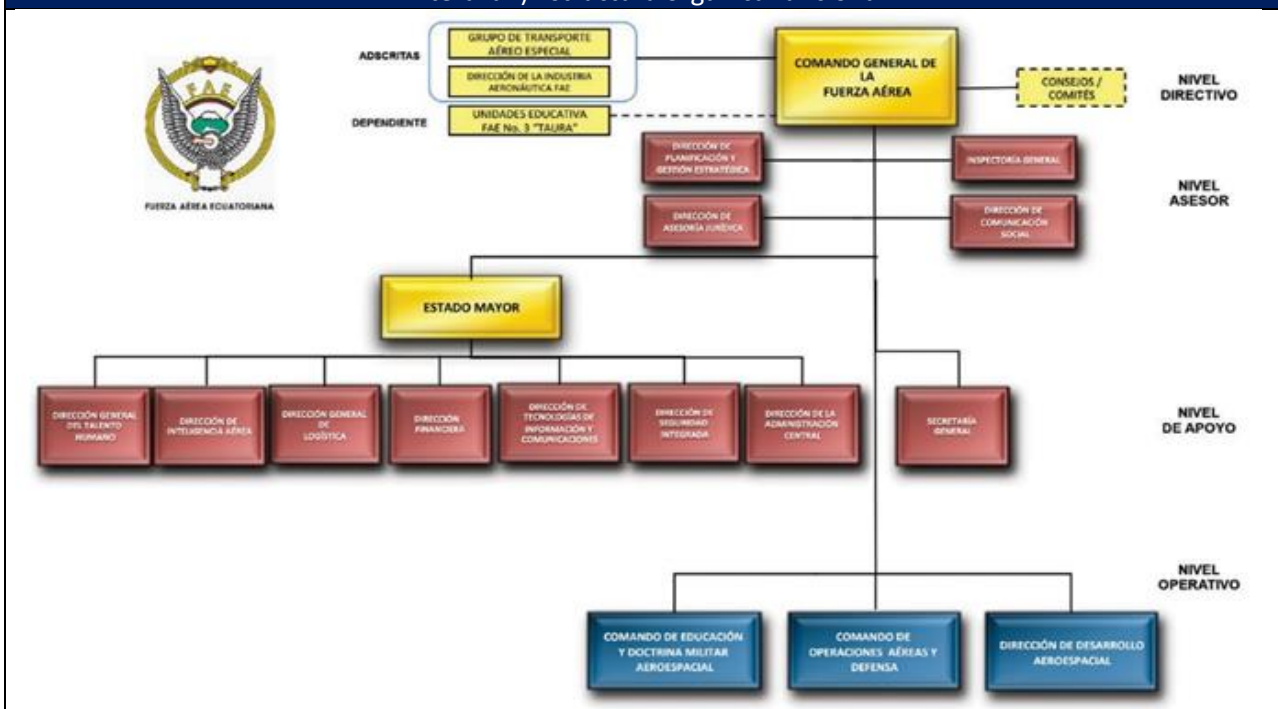 ADSCRITAS
GRUPO DE TRANSPORTE
AÉREO ESPECIAL
DIRECCIÓN DE LA INDUSTRIA
AERONÁUTICA FAE
DEPENDIENTE
UNIDADES EDUCATIVA
FAE No. 3 "TAURA"
COMANDO GENERAL DE
LA
FUERZA AÉREA
CONSEJOS /
COMITÉS
NIVEL
DIRECTIVO
FAE
FUERZA AÉREA ECUATORIANA
DIRECCIÓN DE
PLANIFICACIÓN Y
GESTIÓN ESTRATÉGICA
INSPECTORÍA GENERAL
DIRECCIÓN DE
ASESORÍA JURÍDICA
DIRECCIÓN DE
COMUNICACIÓN
SOCIAL
NIVEL
ASESOR
ESTADO MAYOR
DIRECCIÓN GENERAL
DEL TALENTO
HUMANO
DIRECCIÓN DE
INTELIGENCIA AÉREA
DIRECCIÓN GENERAL
DE
LOGÍSTICA
DIRECCIÓN
FINANCIERA
DIRECCIÓN DE
TECNOLOGÍAS DE
INFORMACIÓN Y
COMUNICACIONES
DIRECCIÓN DE
SEGURIDAD
INTEGRADA
DIRECCIÓN DE LA
ADMINISTRACIÓN
CENTRAL
SECRETARÍA
GENERAL
NIVEL
DE APOYO
NIVEL
OPERATIVO
COMANDO DE EDUCACIÓN
Y DOCTRINA MILITAR
AEROESPACIAL
COMANDO DE
OPERACIONES AÉREAS Y
DEFENSA
DIRECCIÓN DE DESARROLLO
AEROESPACIAL